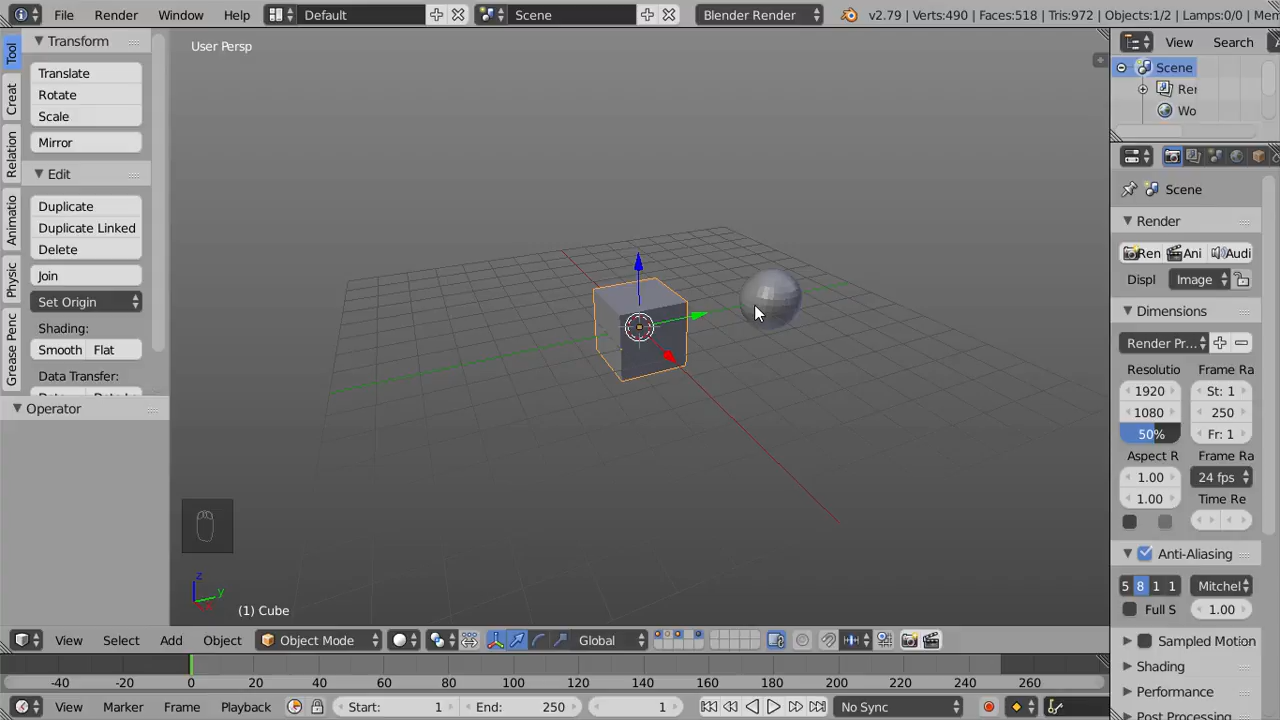 File Render Window Help Default Scene Blender Render v2.79 | Verts:490 | Faces:518 | Tris:972 | Objects:1/2 | Lamps:0/0 | Mem
Tool
Creat
Relation
Animatio
Physic
Grease Penc
Transform
Translate
Rotate
Scale
Mirror
Edit
Duplicate
Duplicate Linked
Delete
Join
Set Origin
Shading:
Smooth Flat
Data Transfer:
Operator
User Persp
z
y
(1) Cube
View Select Add Object Object Mode Global
-40 -20 0 20 40 60 80 100 120 140 160 180 200 220 240 260
View Marker Frame Playback Start: 1 End: 250 1 No Sync
View Search
Scene
Rei
Wo
Scene
Render
Ren Ani Audi
Displ Image
Dimensions
Render Pr...
Resolutio Frame Ra
1920 St: 1
1080 250
50% Fr: 1
Aspect R Frame Ra
1.00 24 fps
1.00 Time Re
Anti-Aliasing
5 8 1 1 Mitchel
Full S 1.00
Sampled Motion
Shading
Performance
Post Processing